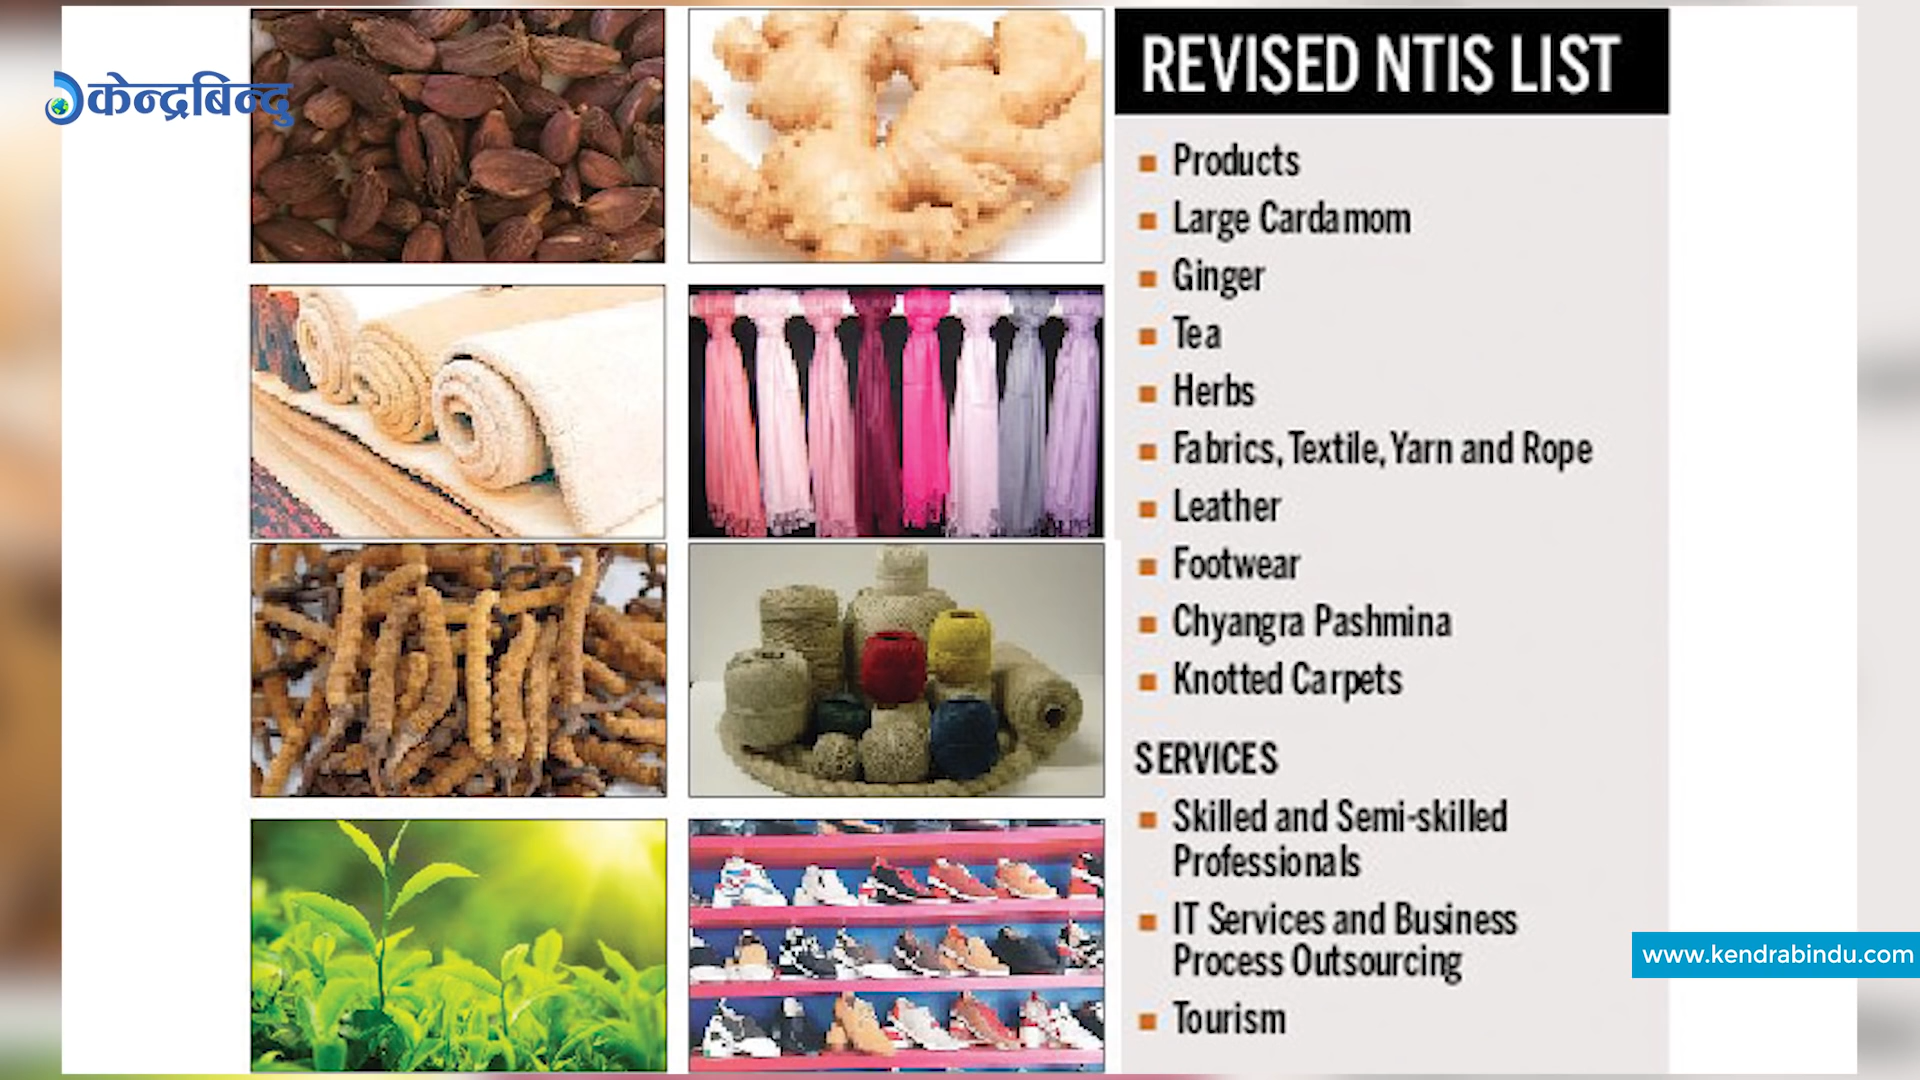 केन्द्रबिन्दु
REVISED NTIS LIST
Products
Large Cardamom
Ginger
Tea
Herbs
Fabrics, Textile, Yarn and Rope
Leather
Footwear
Chyangra Pashmina
Knotted Carpets
SERVICES
Skilled and Semi-skilled
Professionals
IT Services and Business
Process Outsourcing
Tourism
www.kendrabindu.com